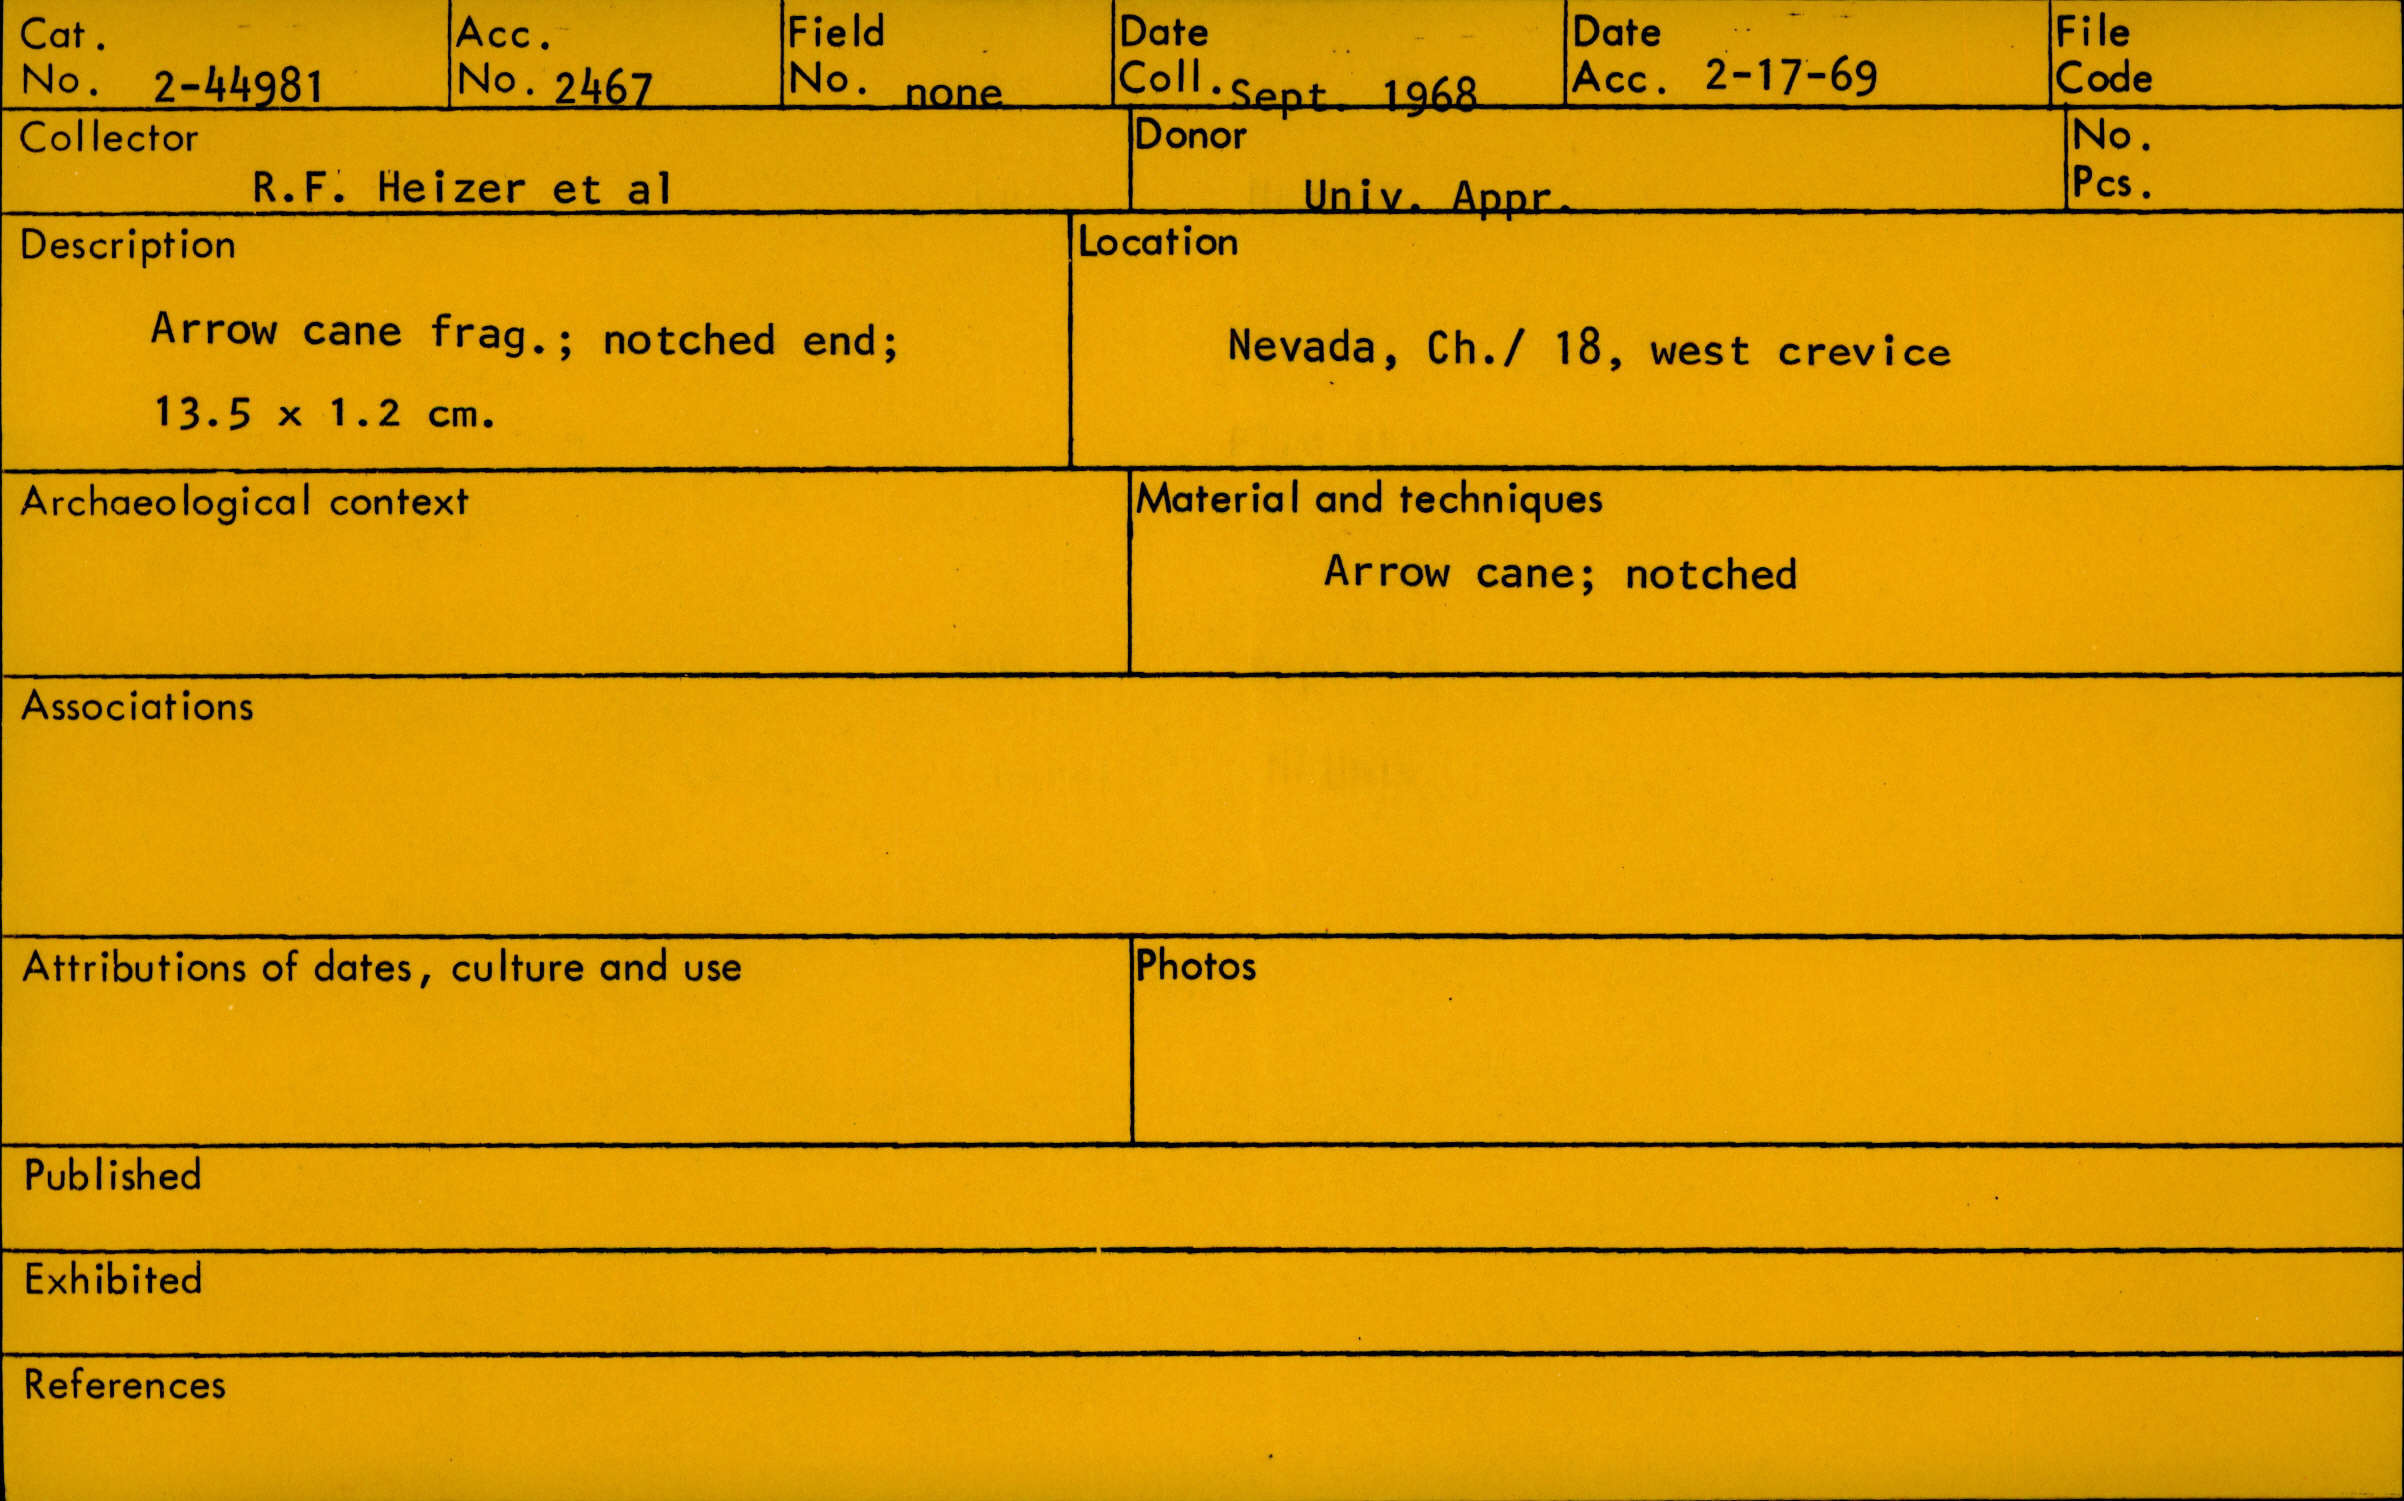 Cat. No. 2-44981
Acc. No. 2467
Field No. none
Date Coll. Sept. 1968
Date Acc. 2-17-69
File Code
Collector
R.F. Heizer et al
Donor
Univ. Appr.
No. Pcs.
Description
Arrow cane frag.; notched end;
13.5 x 1.2 cm.
Location
Nevada, Ch./ 18, west crevice
Archaeological context
Material and techniques
Arrow cane; notched
Associations
Attributions of dates, culture and use
Photos
Published
Exhibited
References